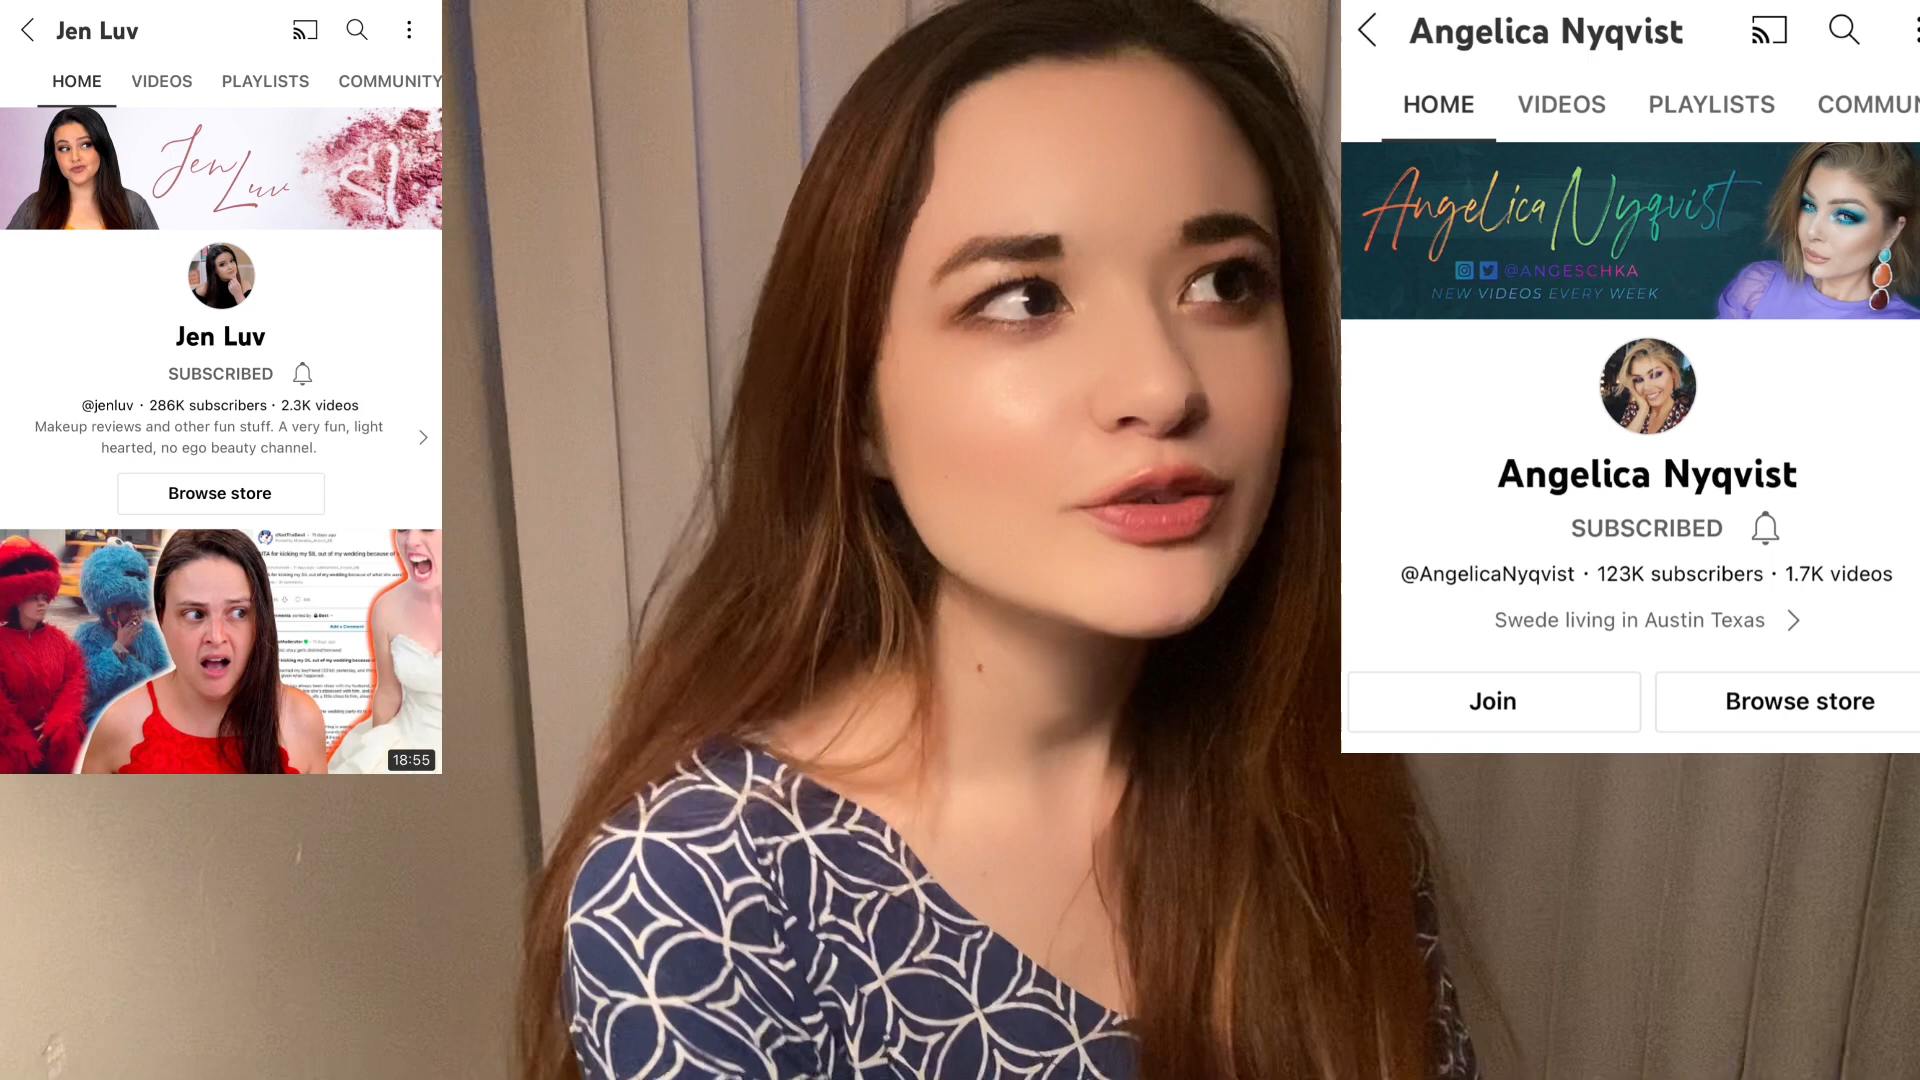 Jen Luv
HOME VIDEOS PLAYLISTS COMMUNITY
Jen
Luv
Jen Luv
SUBSCRIBED
@jenluv · 286K subscribers · 2.3K videos
Makeup reviews and other fun stuff. A very fun, light
hearted, no ego beauty channel.
Browse store
18:55
Angelica Nyqvist
HOME VIDEOS PLAYLISTS COMMUN
Angelica Nyqvist
@ANGESCHKA
NEW VIDEOS EVERY WEEK
Angelica Nyqvist
SUBSCRIBED
@AngelicaNyqvist · 123K subscribers · 1.7K videos
Swede living in Austin Texas
Join
Browse store